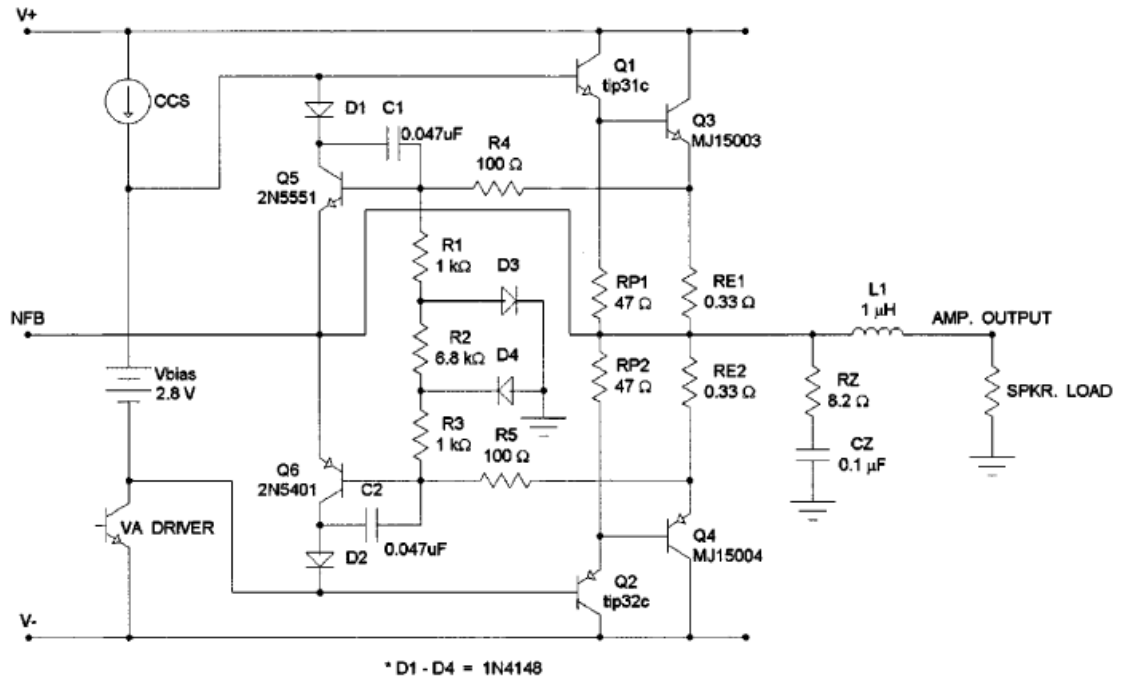 V+
CCS
Q1
tip31c
D1
C1
0.047uF
Q3
MJ15003
R4
100 Ω
Q5
2N5551
R1
1 kΩ
D3
RP1
47 Ω
RE1
0.33 Ω
L1
1 μH
AMP. OUTPUT
NFB
R2
6.8 kΩ
D4
Vbias
2.8 V
RP2
47 Ω
RE2
0.33 Ω
RZ
8.2 Ω
SPKR. LOAD
R3
1 kΩ
R5
100 Ω
CZ
0.1 μF
Q6
2N5401
C2
0.047uF
VA DRIVER
D2
Q4
MJ15004
Q2
tip32c
V-
* D1 - D4 = 1N4148